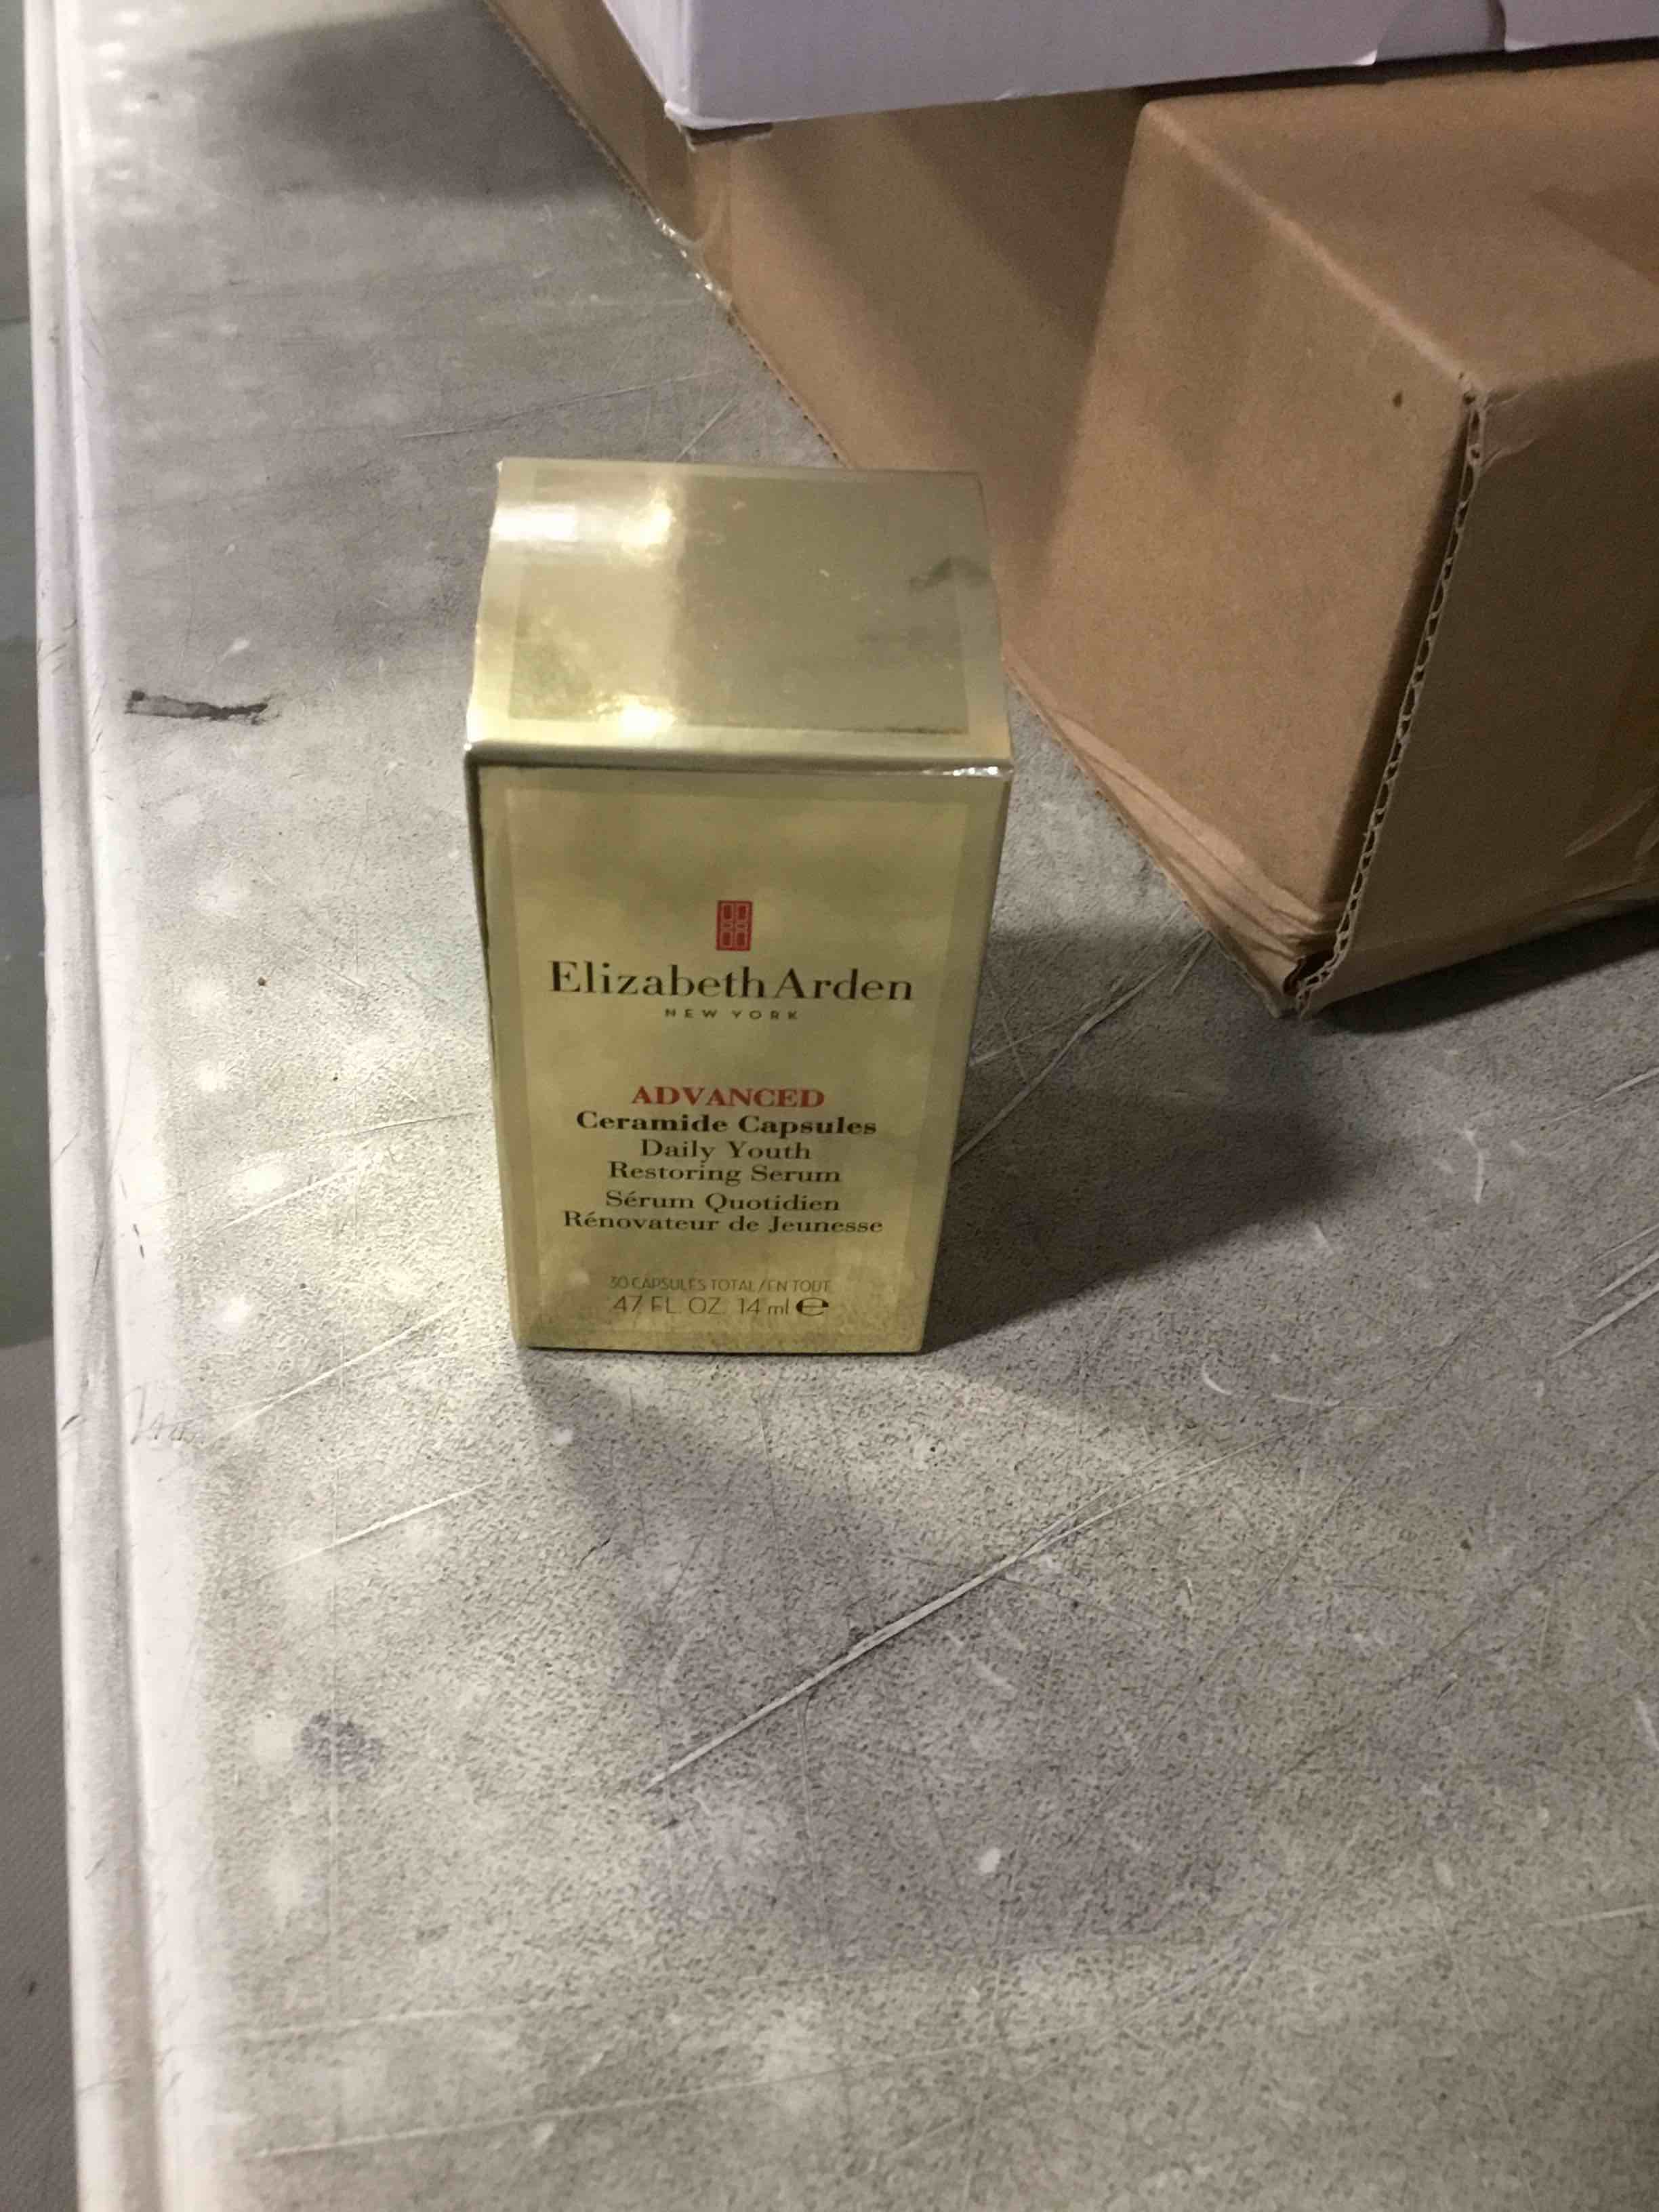 Elizabeth Arden
NEW YORK
ADVANCED
Ceramide Capsules
Daily Youth
Restoring Serum
Sérum Quotidien
Rénovateur de Jeunesse
30 CAPSULES TOTAL/EN TOUT
.47 FL. OZ. 14 ml ℮